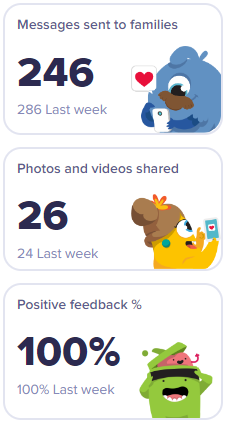 Messages sent to families
246
286 Last week
Photos and videos shared
26
24 Last week
Positive feedback %
100%
100% Last week